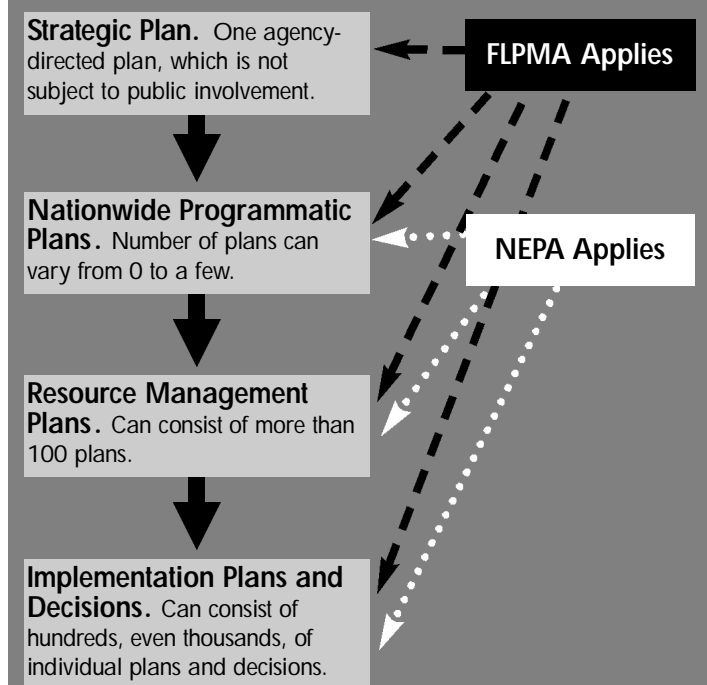 Strategic Plan. One agency-
directed plan, which is not
subject to public involvement.
FLPMA Applies
Nationwide Programmatic
Plans. Number of plans can
vary from 0 to a few.
NEPA Applies
Resource Management
Plans. Can consist of more than
100 plans.
Implementation Plans and
Decisions. Can consist of
hundreds, even thousands, of
individual plans and decisions.